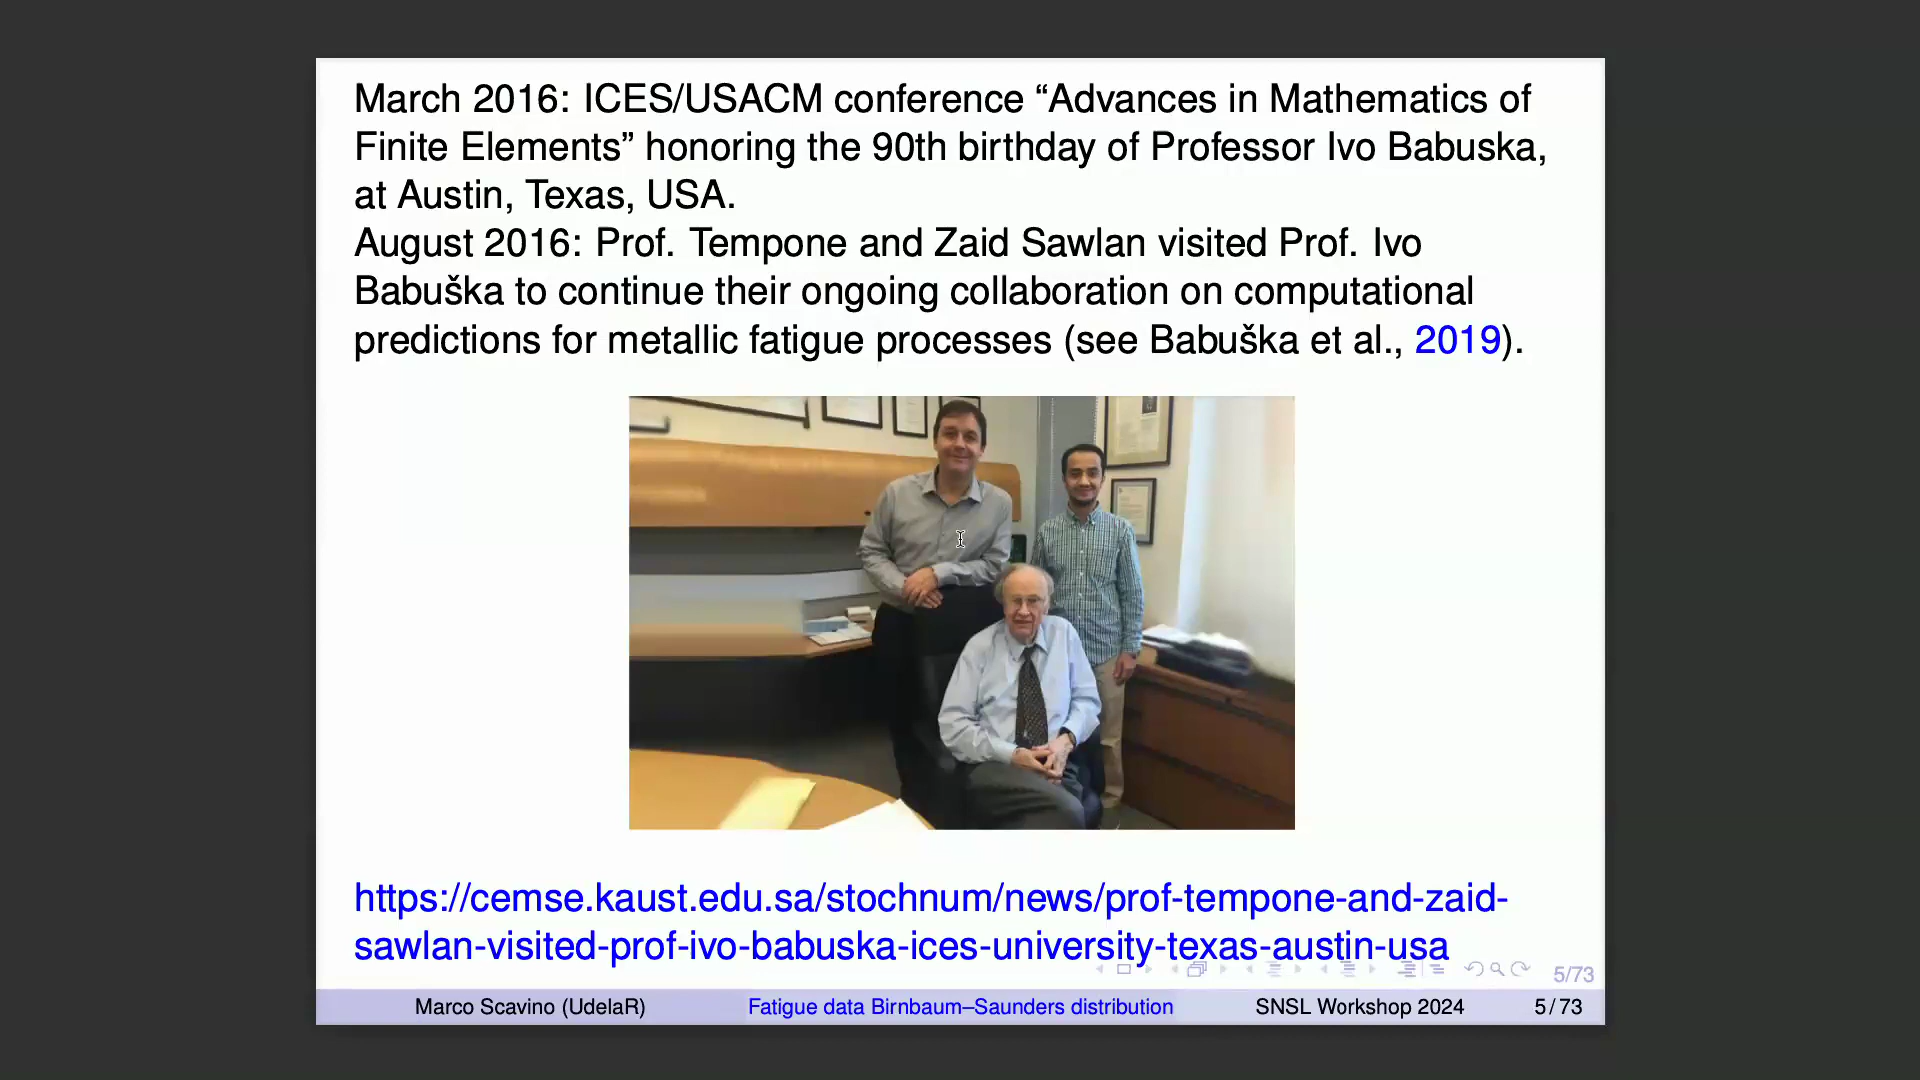 March 2016: ICES/USACM conference “Advances in Mathematics of
Finite Elements” honoring the 90th birthday of Professor Ivo Babuska,
at Austin, Texas, USA.
August 2016: Prof. Tempone and Zaid Sawlan visited Prof. Ivo
Babuška to continue their ongoing collaboration on computational
predictions for metallic fatigue processes (see Babuška et al., 2019).
https://cemse.kaust.edu.sa/stochnum/news/prof-tempone-and-zaid-
sawlan-visited-prof-ivo-babuska-ices-university-texas-austin-usa
5/73
Marco Scavino (UdelaR) Fatigue data Birnbaum–Saunders distribution SNSL Workshop 2024 5/73